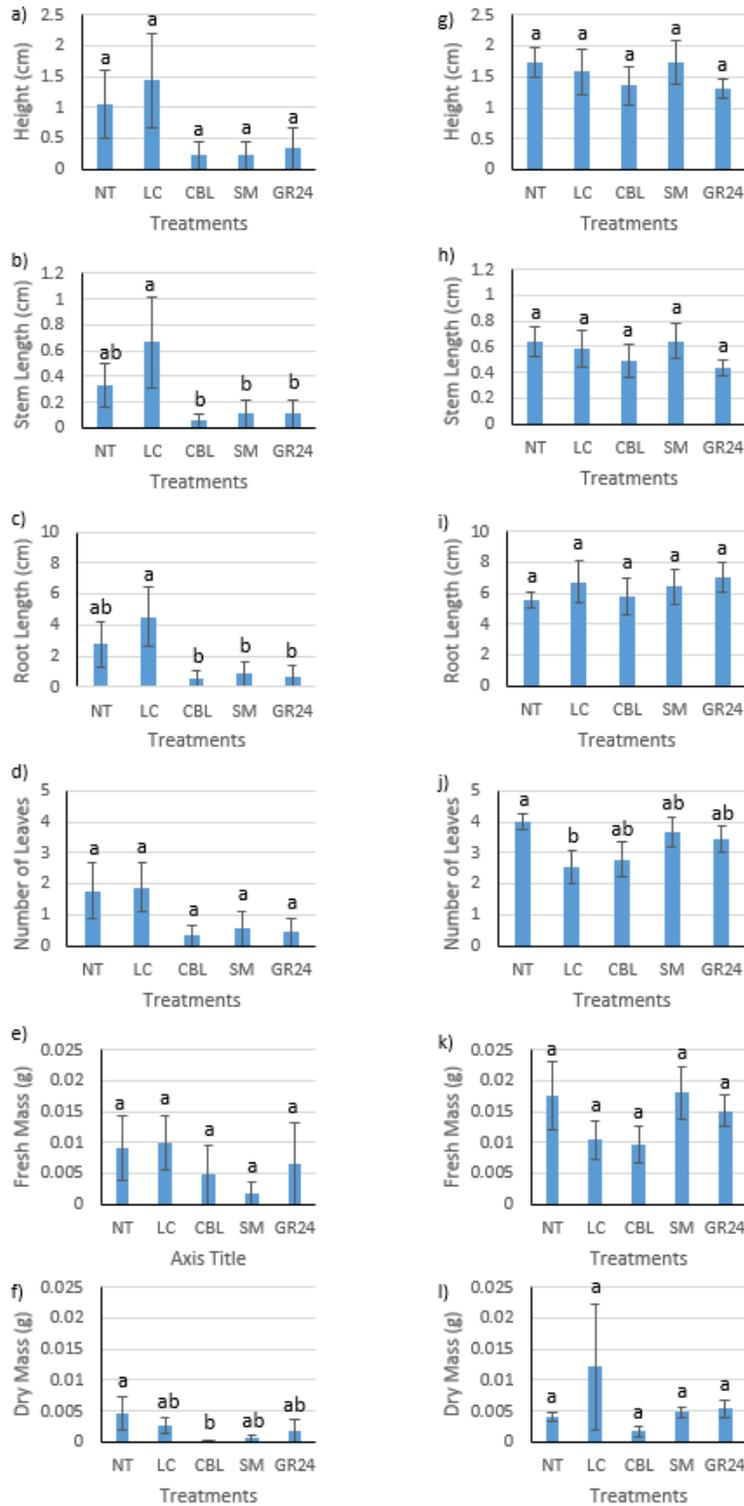 a)
Height (cm)
2.5
2
1.5
1
0.5
0
a
a
a
a
a
NT LC CBL SM GR24
Treatments
g)
Height (cm)
2.5
2
1.5
1
0.5
0
a
a
a
a
a
NT LC CBL SM GR24
Treatments
b)
Stem Length (cm)
1.2
1
0.8
0.6
0.4
0.2
0
ab
a
b
b
b
NT LC CBL SM GR24
Treatments
h)
Stem Length (cm)
1.2
1
0.8
0.6
0.4
0.2
0
a
a
a
a
a
NT LC CBL SM GR24
Treatments
c)
Root Length (cm)
10
8
6
4
2
0
ab
a
b
b
b
NT LC CBL SM GR24
Treatments
i)
Root Length (cm)
10
8
6
4
2
0
a
a
a
a
a
NT LC CBL SM GR24
Treatments
d)
Number of Leaves
5
4
3
2
1
0
a
a
a
a
a
NT LC CBL SM GR24
Treatments
j)
Number of Leaves
5
4
3
2
1
0
a
b
ab
ab
ab
NT LC CBL SM GR24
Treatments
e)
Fresh Mass (g)
0.025
0.02
0.015
0.01
0.005
0
a
a
a
a
a
NT LC CBL SM GR24
Axis Title
k)
Fresh Mass (g)
0.025
0.02
0.015
0.01
0.005
0
a
a
a
a
a
NT LC CBL SM GR24
Treatments
f)
Dry Mass (g)
0.025
0.02
0.015
0.01
0.005
0
a
ab
b
ab
ab
NT LC CBL SM GR24
Treatments
l)
Dry Mass (g)
0.025
0.02
0.015
0.01
0.005
0
a
a
a
a
a
NT LC CBL SM GR24
Treatments